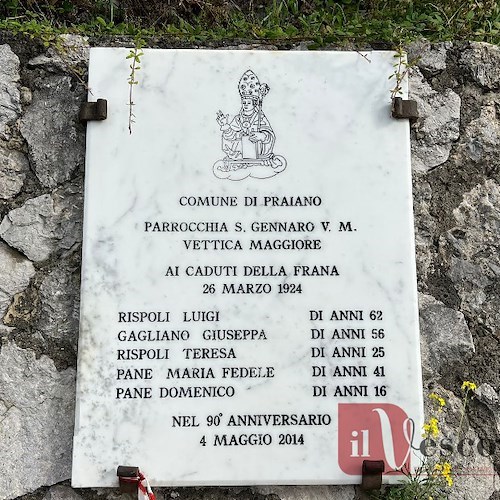 COMUNE DI PRAIANO
PARROCCHIA S. GENNARO V. M.
VETTICA MAGGIORE
AI CADUTI DELLA FRANA
26 MARZO 1924
RISPOLI LUIGI DI ANNI 62
GAGLIANO GIUSEPPA DI ANNI 56
RISPOLI TERESA DI ANNI 25
PANE MARIA FEDELE DI ANNI 41
PANE DOMENICO DI ANNI 16
NEL 90° ANNIVERSARIO
4 MAGGIO 2014
il Vesco